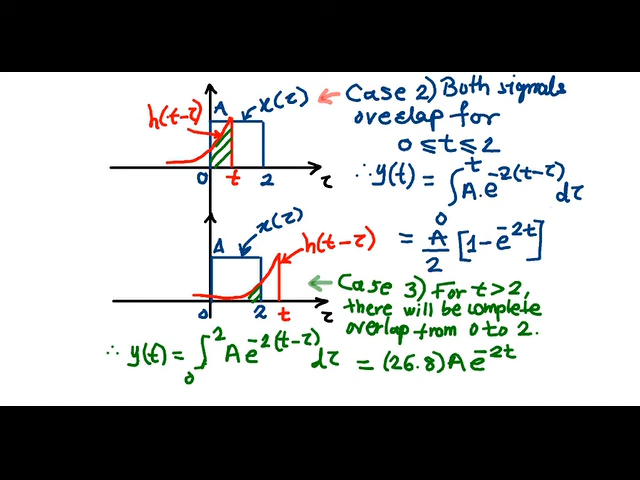 A
x(τ)
h(t-τ)
0 t 2 τ
Case 2) Both signals
overlap for
0 ⩽ t ⩽ 2
∴ y(t) = ∫₀ᵗ A.e^-2(t-τ) dτ
= A/2 [1-e^-2t]
A
x(τ)
h(t-τ)
0 2 t τ
Case 3) For t>2,
there will be complete
overlap from 0 to 2.
∴ y(t) = ∫₀² A e^-2(t-τ) dτ = (26.8) A e^-2t